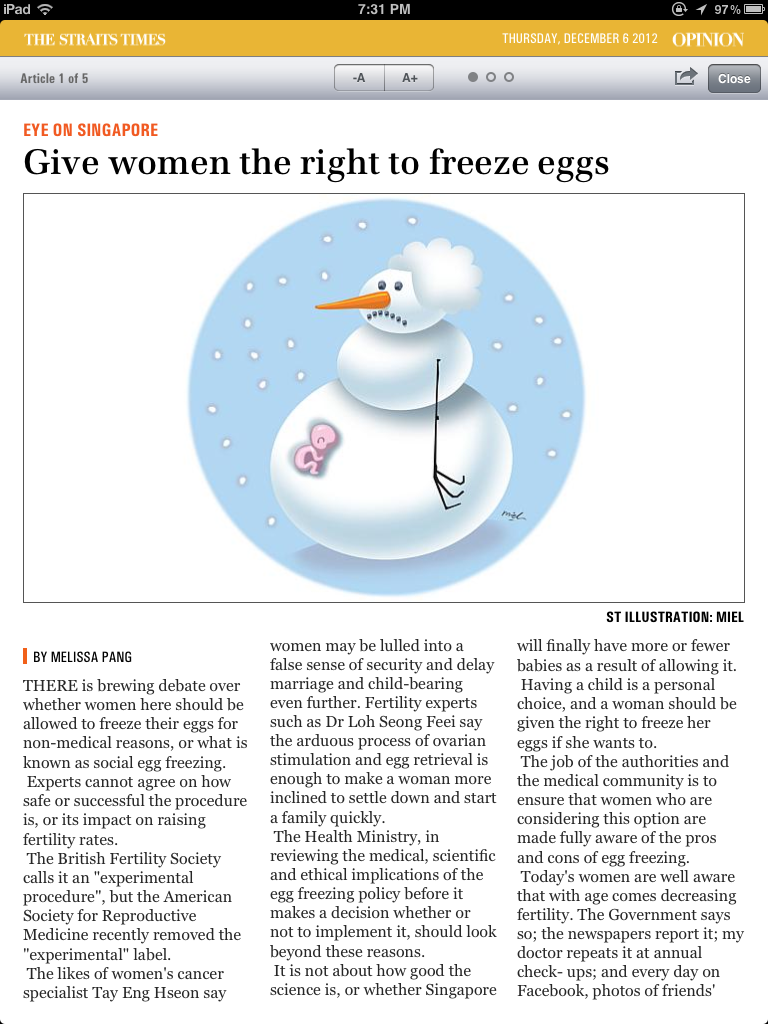 iPad 7:31 PM 97%
THE STRAITS TIMES THURSDAY, DECEMBER 6 2012 OPINION
Article 1 of 5 -A A+ Close
EYE ON SINGAPORE
Give women the right to freeze eggs
miel
ST ILLUSTRATION: MIEL
BY MELISSA PANG
THERE is brewing debate over
whether women here should be
allowed to freeze their eggs for
non-medical reasons, or what is
known as social egg freezing.
Experts cannot agree on how
safe or successful the procedure
is, or its impact on raising
fertility rates.
The British Fertility Society
calls it an "experimental
procedure", but the American
Society for Reproductive
Medicine recently removed the
"experimental" label.
The likes of women's cancer
specialist Tay Eng Hseon say
women may be lulled into a
false sense of security and delay
marriage and child-bearing
even further. Fertility experts
such as Dr Loh Seong Feei say
the arduous process of ovarian
stimulation and egg retrieval is
enough to make a woman more
inclined to settle down and start
a family quickly.
The Health Ministry, in
reviewing the medical, scientific
and ethical implications of the
egg freezing policy before it
makes a decision whether or
not to implement it, should look
beyond these reasons.
It is not about how good the
science is, or whether Singapore
will finally have more or fewer
babies as a result of allowing it.
Having a child is a personal
choice, and a woman should be
given the right to freeze her
eggs if she wants to.
The job of the authorities and
the medical community is to
ensure that women who are
considering this option are
made fully aware of the pros
and cons of egg freezing.
Today's women are well aware
that with age comes decreasing
fertility. The Government says
so; the newspapers report it; my
doctor repeats it at annual
check- ups; and every day on
Facebook, photos of friends'